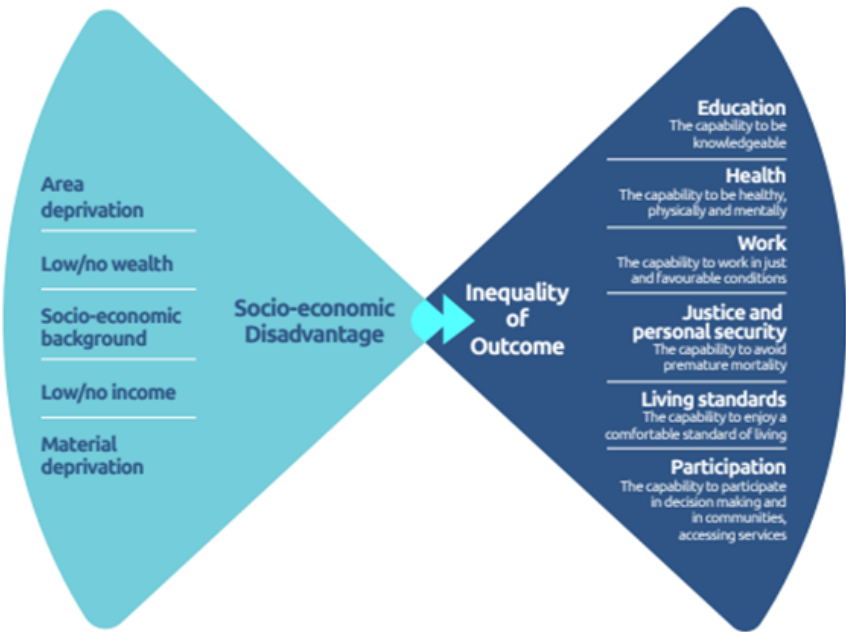 Area
deprivation
Low/no wealth
Socio-economic
background
Low/no income
Material
deprivation
Socio-economic
Disadvantage
Inequality
of
Outcome
Education
The capability to be
knowledgeable
Health
The capability to be healthy,
physically and mentally
Work
The capability to work in just
and favourable conditions
Justice and
personal security
The capability to avoid
premature mortality
Living standards
The capability to enjoy a
comfortable standard of living
Participation
The capability to participate
in decision making and
in communities,
accessing services